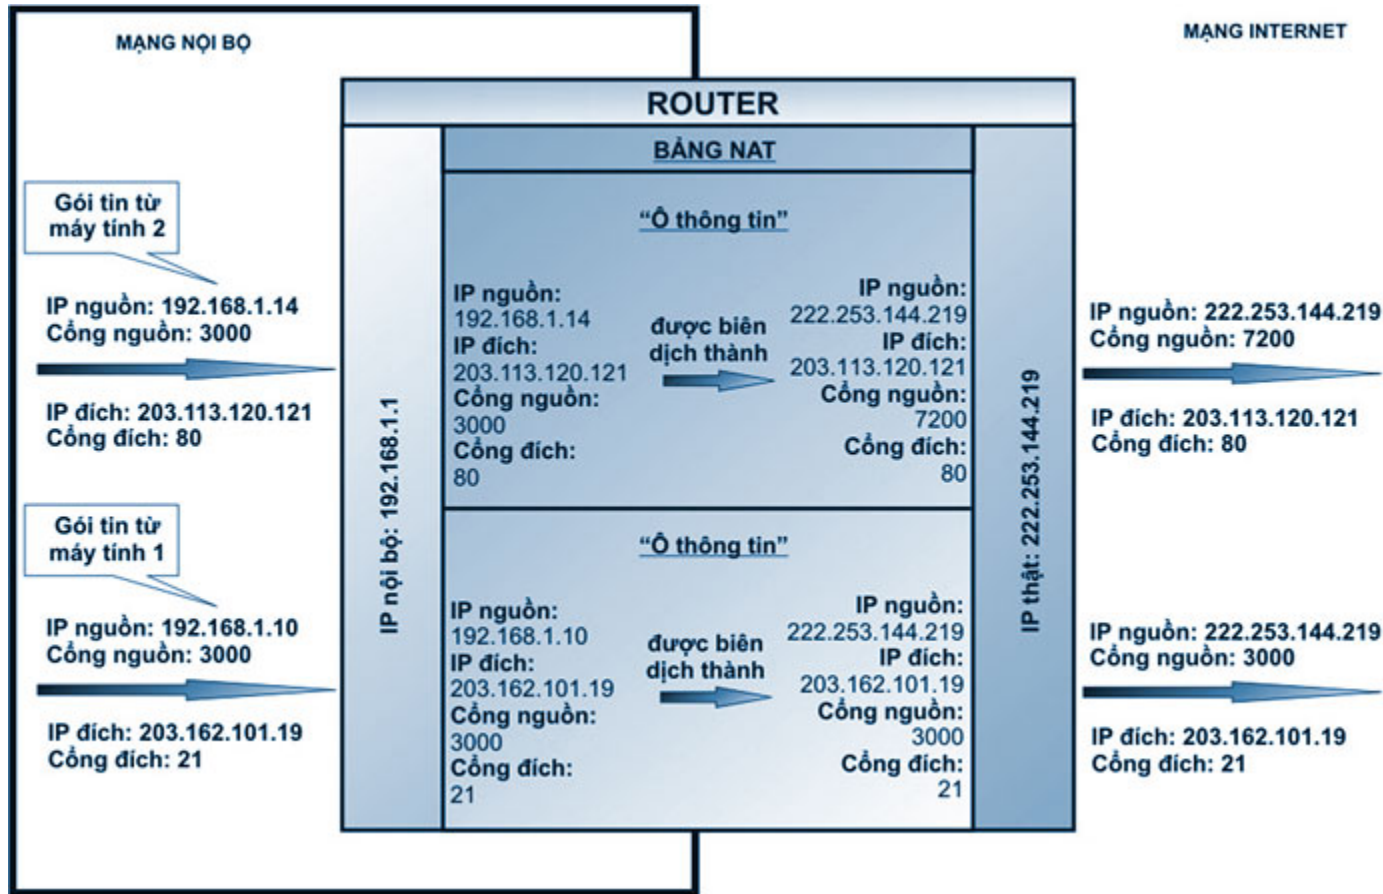 MẠNG NỘI BỘ
MẠNG INTERNET
ROUTER
BẢNG NAT
Gói tin từ
máy tính 2
IP nguồn: 192.168.1.14
Cổng nguồn: 3000
IP đích: 203.113.120.121
Cổng đích: 80
Gói tin từ
máy tính 1
IP nguồn: 192.168.1.10
Cổng nguồn: 3000
IP đích: 203.162.101.19
Cổng đích: 21
IP nội bộ: 192.168.1.1
“Ô thông tin”
IP nguồn:
192.168.1.14
IP đích:
203.113.120.121
Cổng nguồn:
3000
Cổng đích:
80
được biên
dịch thành
IP nguồn:
222.253.144.219
IP đích:
203.113.120.121
Cổng nguồn:
7200
Cổng đích:
80
“Ô thông tin”
IP nguồn:
192.168.1.10
IP đích:
203.162.101.19
Cổng nguồn:
3000
Cổng đích:
21
được biên
dịch thành
IP nguồn:
222.253.144.219
IP đích:
203.162.101.19
Cổng nguồn:
3000
Cổng đích:
21
IP thật: 222.253.144.219
IP nguồn: 222.253.144.219
Cổng nguồn: 7200
IP đích: 203.113.120.121
Cổng đích: 80
IP nguồn: 222.253.144.219
Cổng nguồn: 3000
IP đích: 203.162.101.19
Cổng đích: 21